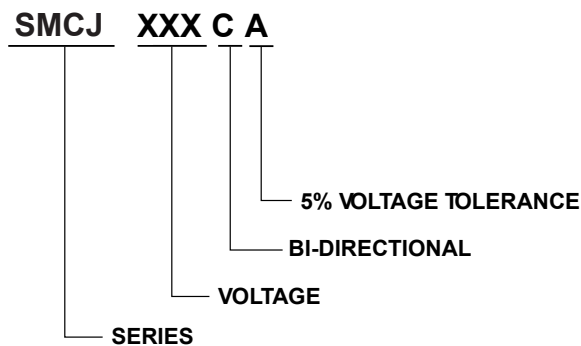 SMCJ XXX C A
5% VOLTAGE TOLERANCE
BI-DIRECTIONAL
VOLTAGE
SERIES